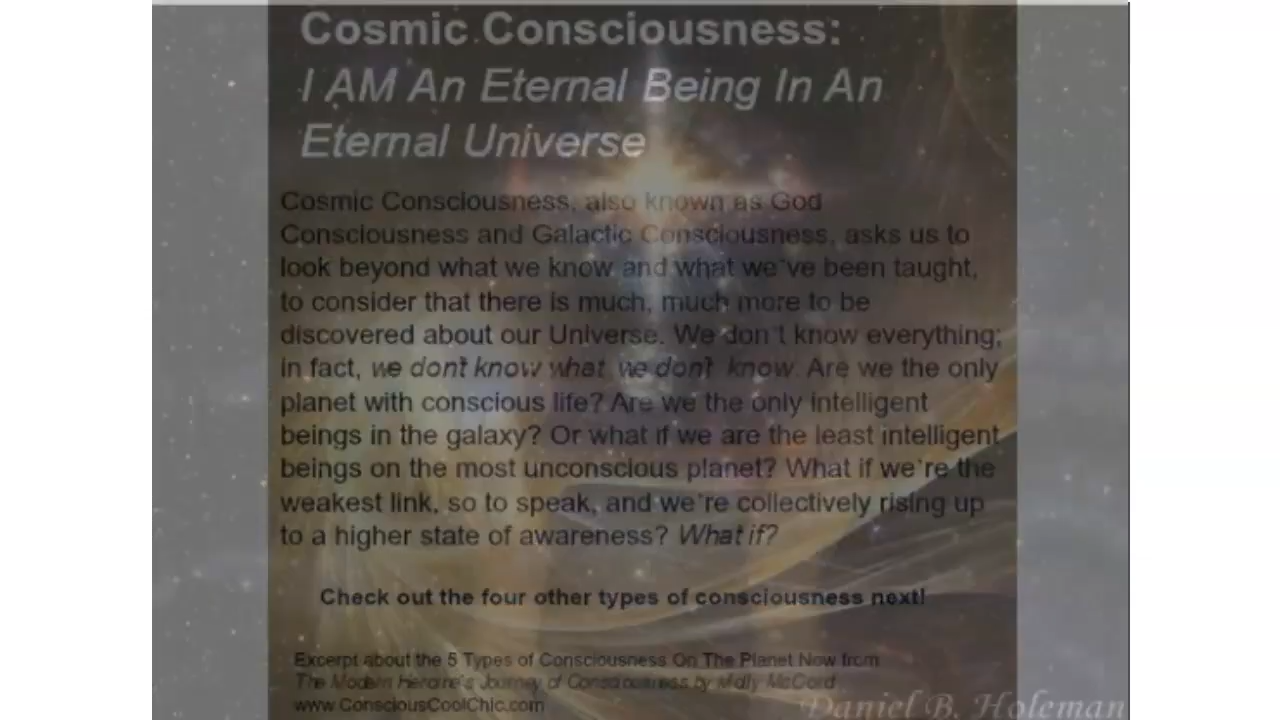 Cosmic Consciousness:
I AM An Eternal Being In An
Eternal Universe
Cosmic Consciousness, also known as God
Consciousness and Galactic Consciousness, asks us to
look beyond what we know and what we've been taught,
to consider that there is much, much more to be
discovered about our Universe. We don't know everything;
in fact, we don't know what we don't know. Are we the only
planet with conscious life? Are we the only intelligent
beings in the galaxy? Or what if we are the least intelligent
beings on the most unconscious planet? What if we're the
weakest link, so to speak, and we're collectively rising up
to a higher state of awareness? What if?
Check out the four other types of consciousness next!
Excerpt about the 5 Types of Consciousness On The Planet Now from
The Modern Heroine's Journey of Consciousness by Molly McCord
www.ConsciousCoolChic.com
Daniel B. Holeman